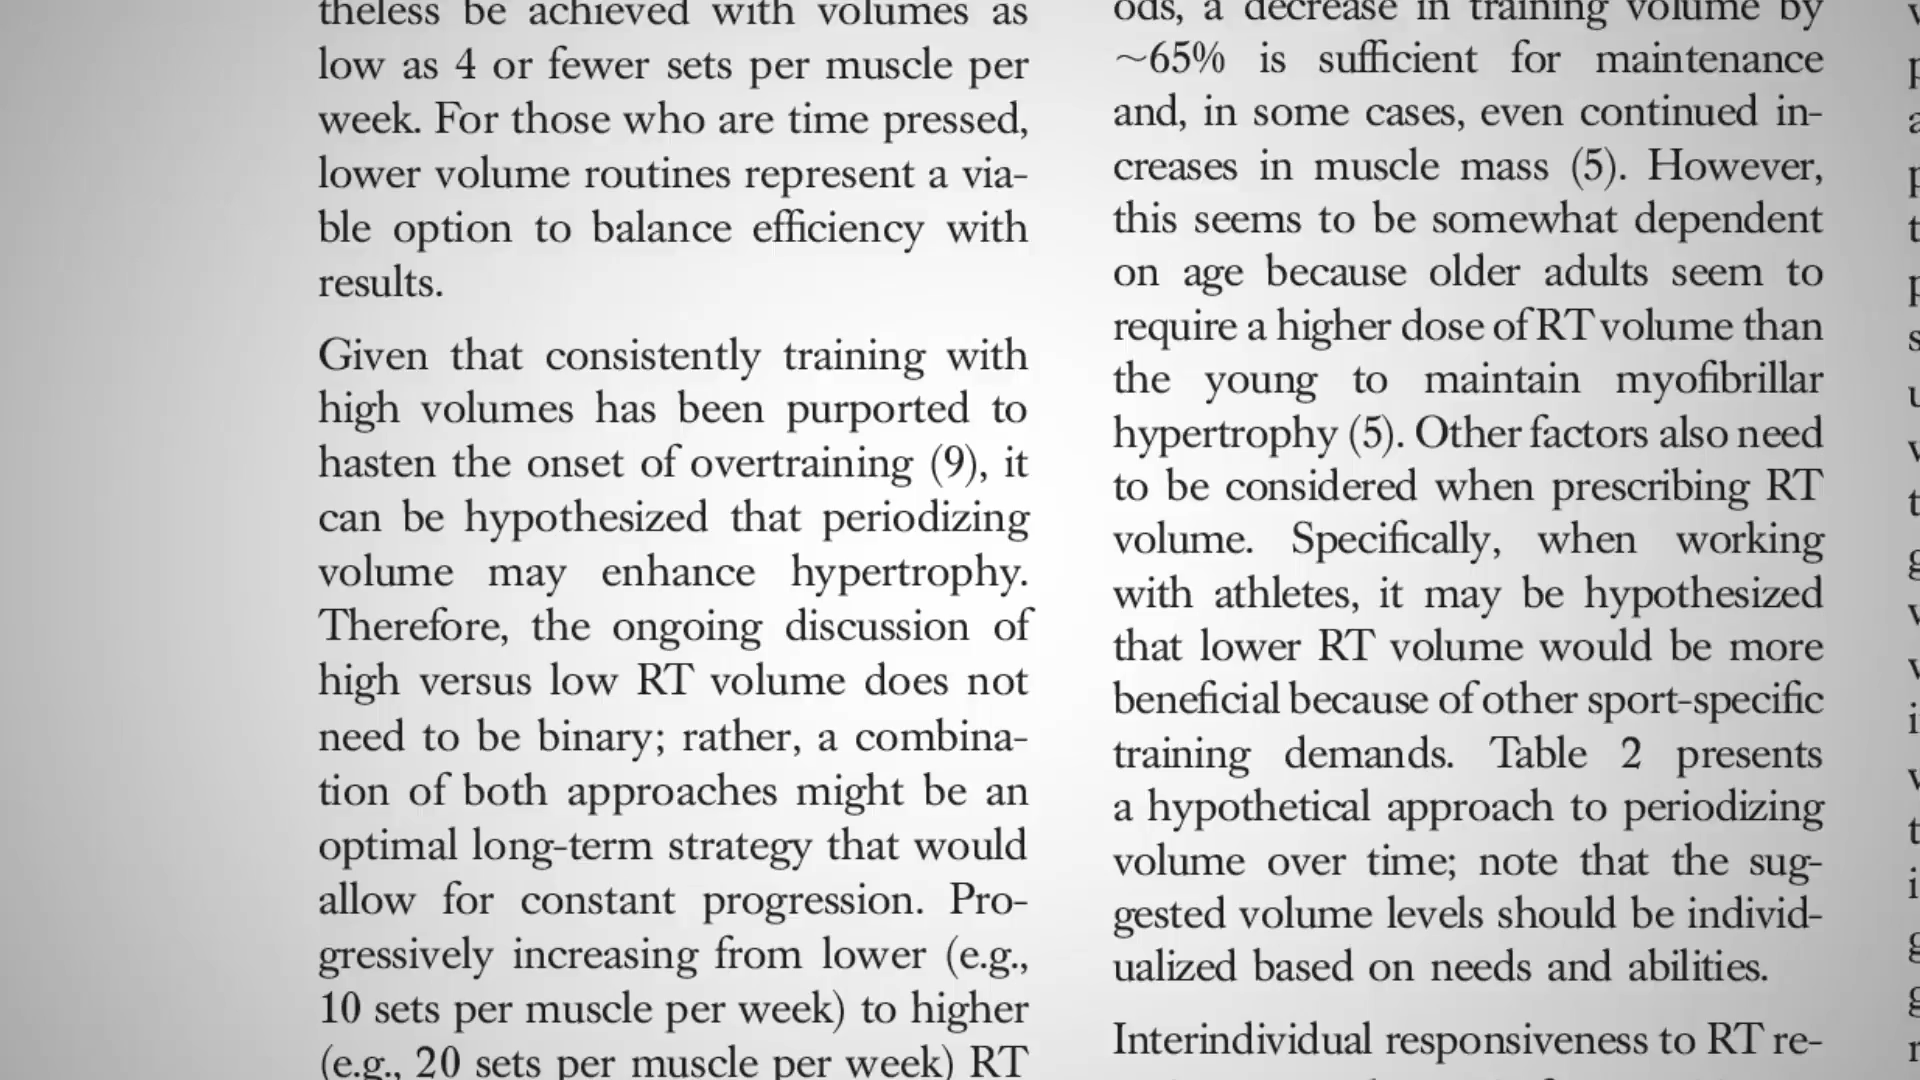 theless be achieved with volumes as
low as 4 or fewer sets per muscle per
week. For those who are time pressed,
lower volume routines represent a via-
ble option to balance efficiency with
results.
Given that consistently training with
high volumes has been purported to
hasten the onset of overtraining (9), it
can be hypothesized that periodizing
volume may enhance hypertrophy.
Therefore, the ongoing discussion of
high versus low RT volume does not
need to be binary; rather, a combina-
tion of both approaches might be an
optimal long-term strategy that would
allow for constant progression. Pro-
gressively increasing from lower (e.g.,
10 sets per muscle per week) to higher
(e.g., 20 sets per muscle per week) RT
ods, a decrease in training volume by
~65% is sufficient for maintenance
and, in some cases, even continued in-
creases in muscle mass (5). However,
this seems to be somewhat dependent
on age because older adults seem to
require a higher dose of RT volume than
the young to maintain myofibrillar
hypertrophy (5). Other factors also need
to be considered when prescribing RT
volume. Specifically, when working
with athletes, it may be hypothesized
that lower RT volume would be more
beneficial because of other sport-specific
training demands. Table 2 presents
a hypothetical approach to periodizing
volume over time; note that the sug-
gested volume levels should be individ-
ualized based on needs and abilities.
Interindividual responsiveness to RT re-